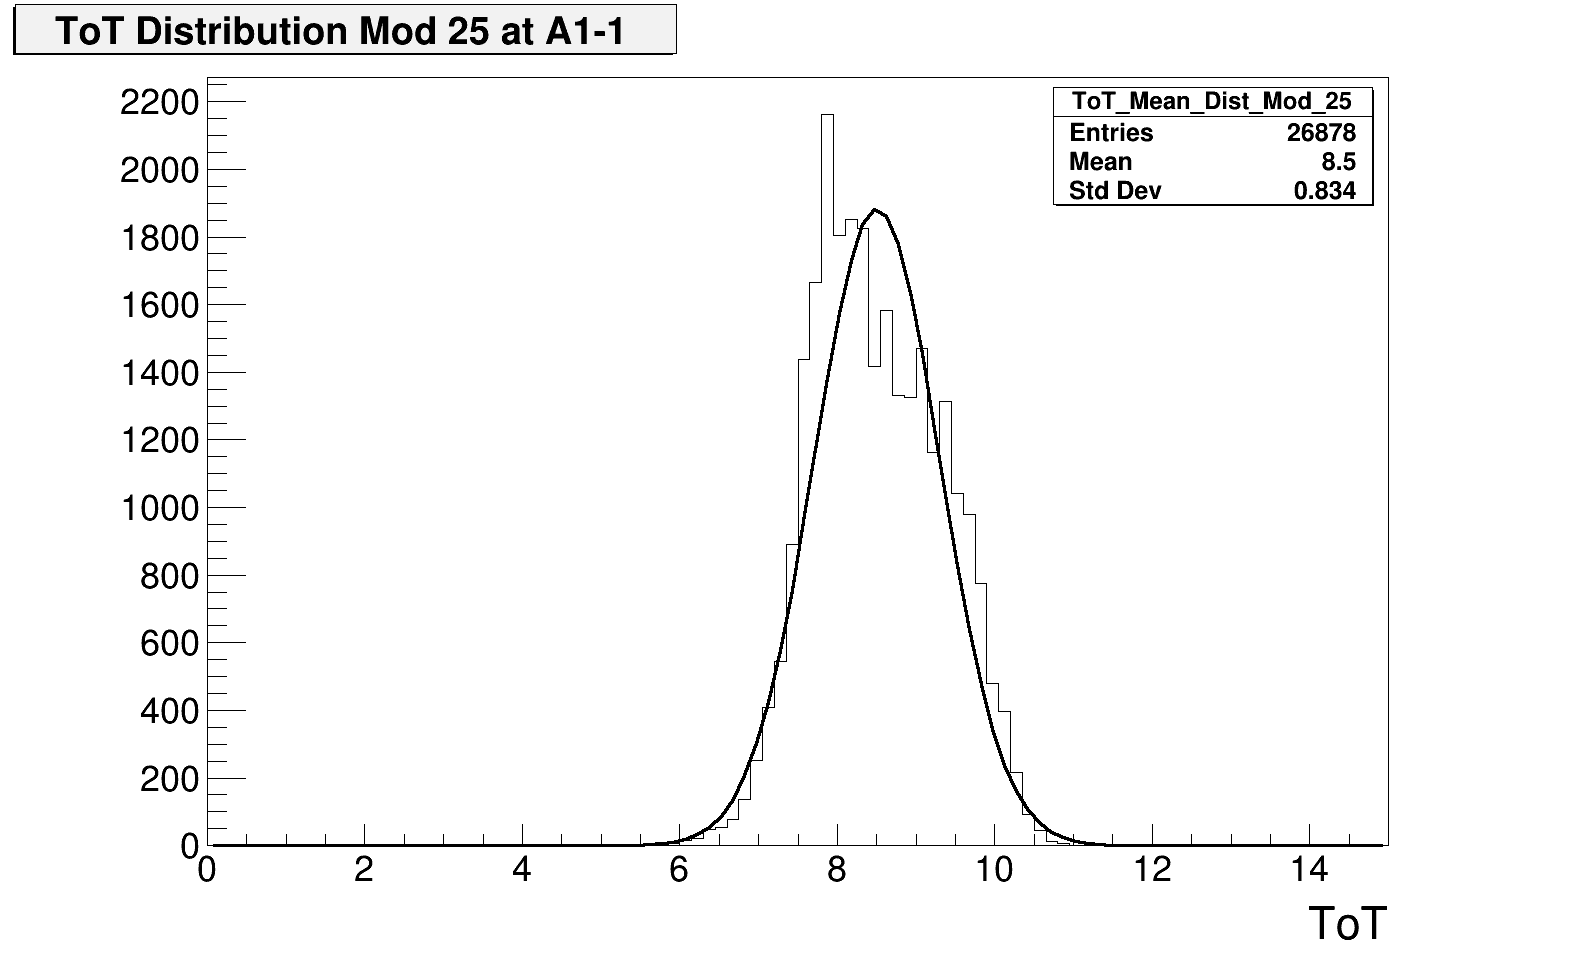 ToT Distribution Mod 25 at A1-1
ToT_Mean_Dist_Mod_25
Entries 26878
Mean 8.5
Std Dev 0.834
2200
2000
1800
1600
1400
1200
1000
800
600
400
200
0
0 2 4 6 8 10 12 14
ToT